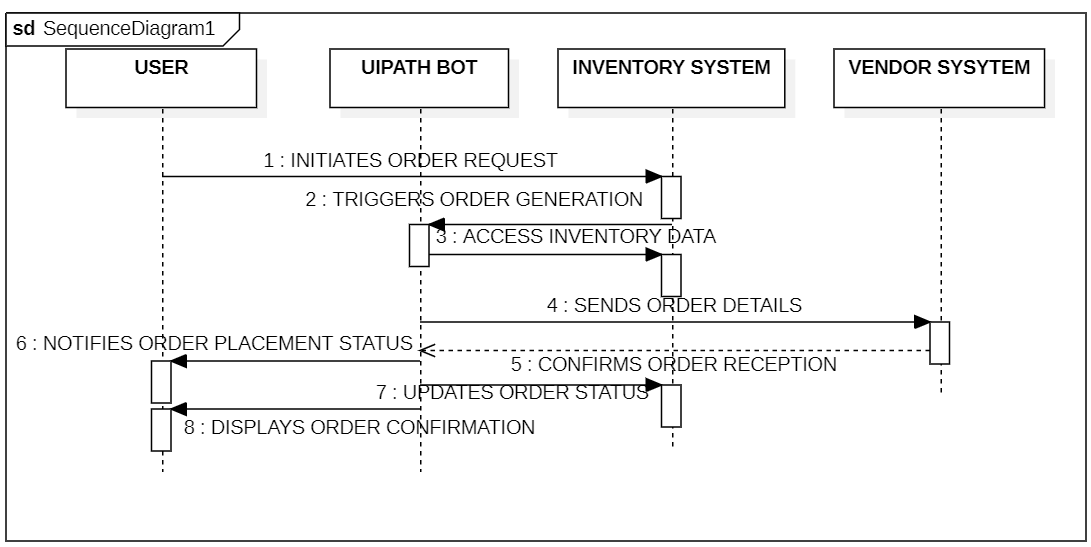 sd SequenceDiagram1
USER
UIPATH BOT
INVENTORY SYSTEM
VENDOR SYSYTEM
1 : INITIATES ORDER REQUEST
2 : TRIGGERS ORDER GENERATION
3 : ACCESS INVENTORY DATA
4 : SENDS ORDER DETAILS
6 : NOTIFIES ORDER PLACEMENT STATUS
5 : CONFIRMS ORDER RECEPTION
7 : UPDATES ORDER STATUS
8 : DISPLAYS ORDER CONFIRMATION